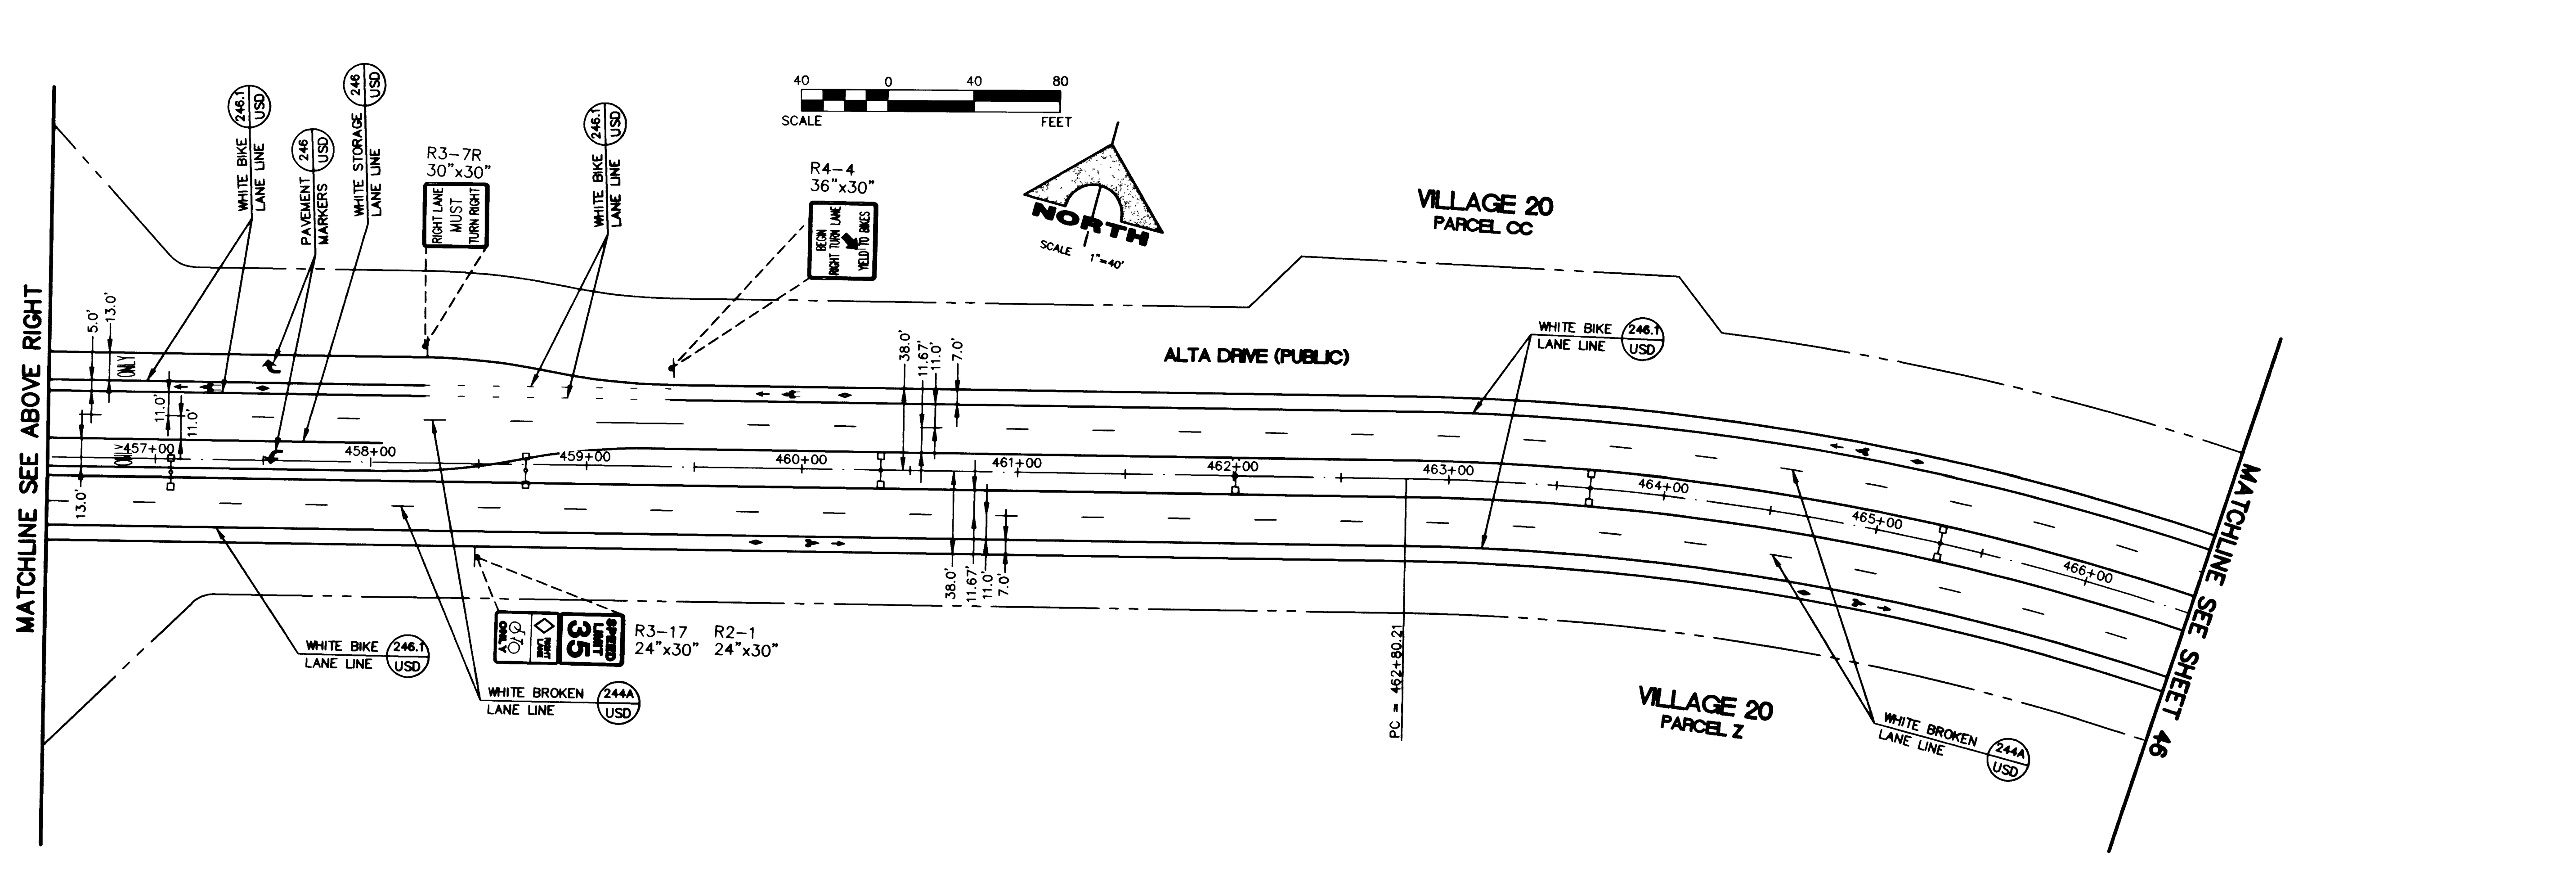 40 0 40 80
SCALE FEET
246.1
USD
WHITE BIKE
LANE LINE
246
USD
PAVEMENT
MARKERS
246
USD
WHITE STORAGE
LANE LINE
R3-7R
30"x30"
RIGHT LANE
MUST
TURN RIGHT
246.1
USD
WHITE BIKE
LANE LINE
R4-4
36"x30"
BEGIN
RIGHT TURN LANE
YIELD TO BIKES
NORTH
SCALE 1"=40'
VILLAGE 20
PARCEL CC
MATCHLINE SEE ABOVE RIGHT
5.0'
13.0'
ONLY
11.0'
11.0'
ONLY
13.0'
38.0'
11.67'
11.0'
7.0'
ALTA DRIVE (PUBLIC)
WHITE BIKE
LANE LINE
246.1
USD
457+00
458+00
459+00
460+00
461+00
462+00
463+00
464+00
465+00
466+00
38.0'
11.67'
11.0'
7.0'
PC = 462+80.21
WHITE BIKE
LANE LINE
246.1
USD
RIGHT
LANE
ONLY
SPEED
LIMIT
35
R3-17 R2-1
24"x30" 24"x30"
WHITE BROKEN
LANE LINE
244A
USD
VILLAGE 20
PARCEL Z
WHITE BROKEN
LANE LINE
244A
USD
MATCHLINE SEE SHEET 46